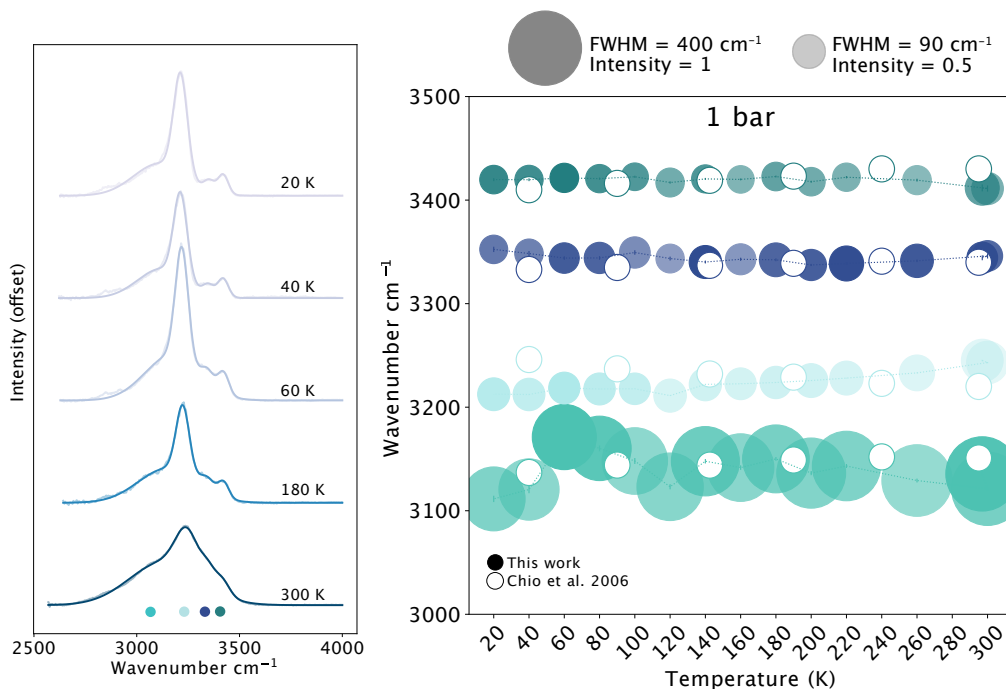 Intensity (offset)
20 K
40 K
60 K
180 K
300 K
2500 3000 3500 4000
Wavenumber cm⁻¹
FWHM = 400 cm⁻¹
Intensity = 1
FWHM = 90 cm⁻¹
Intensity = 0.5
1 bar
Wavenumber cm⁻¹
3500
3400
3300
3200
3100
3000
This work
Chio et al. 2006
20 40 60 80 100 120 140 160 180 200 220 240 260 280 300
Temperature (K)